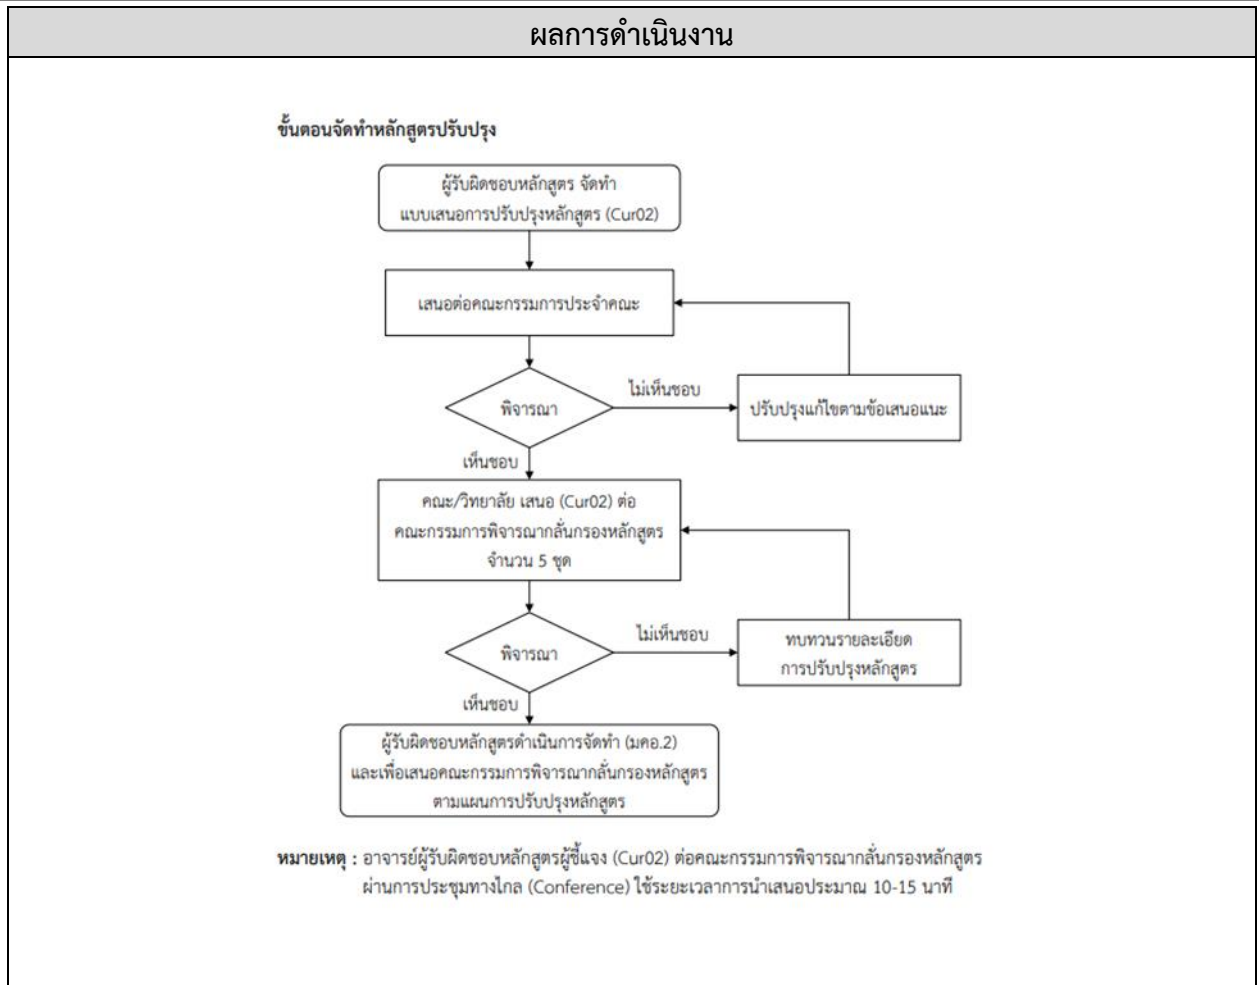 ผลการดำเนินงาน
ขั้นตอนจัดทำหลักสูตรปรับปรุง
ผู้รับผิดชอบหลักสูตร จัดทำ
แบบเสนอการปรับปรุงหลักสูตร (Cur02)
เสนอต่อคณะกรรมการประจำคณะ
พิจารณา
ไม่เห็นชอบ
ปรับปรุงแก้ไขตามข้อเสนอแนะ
เห็นชอบ
คณะ/วิทยาลัย เสนอ (Cur02) ต่อ
คณะกรรมการพิจารณากลั่นกรองหลักสูตร
จำนวน 5 ชุด
พิจารณา
ไม่เห็นชอบ
ทบทวนรายละเอียด
การปรับปรุงหลักสูตร
เห็นชอบ
ผู้รับผิดชอบหลักสูตรดำเนินการจัดทำ (มคอ.2)
และเพื่อเสนอคณะกรรมการพิจารณากลั่นกรองหลักสูตร
ตามแผนการปรับปรุงหลักสูตร
หมายเหตุ : อาจารย์ผู้รับผิดชอบหลักสูตรผู้ชี้แจง (Cur02) ต่อคณะกรรมการพิจารณากลั่นกรองหลักสูตร
ผ่านการประชุมทางไกล (Conference) ใช้ระยะเวลาการนำเสนอประมาณ 10-15 นาที